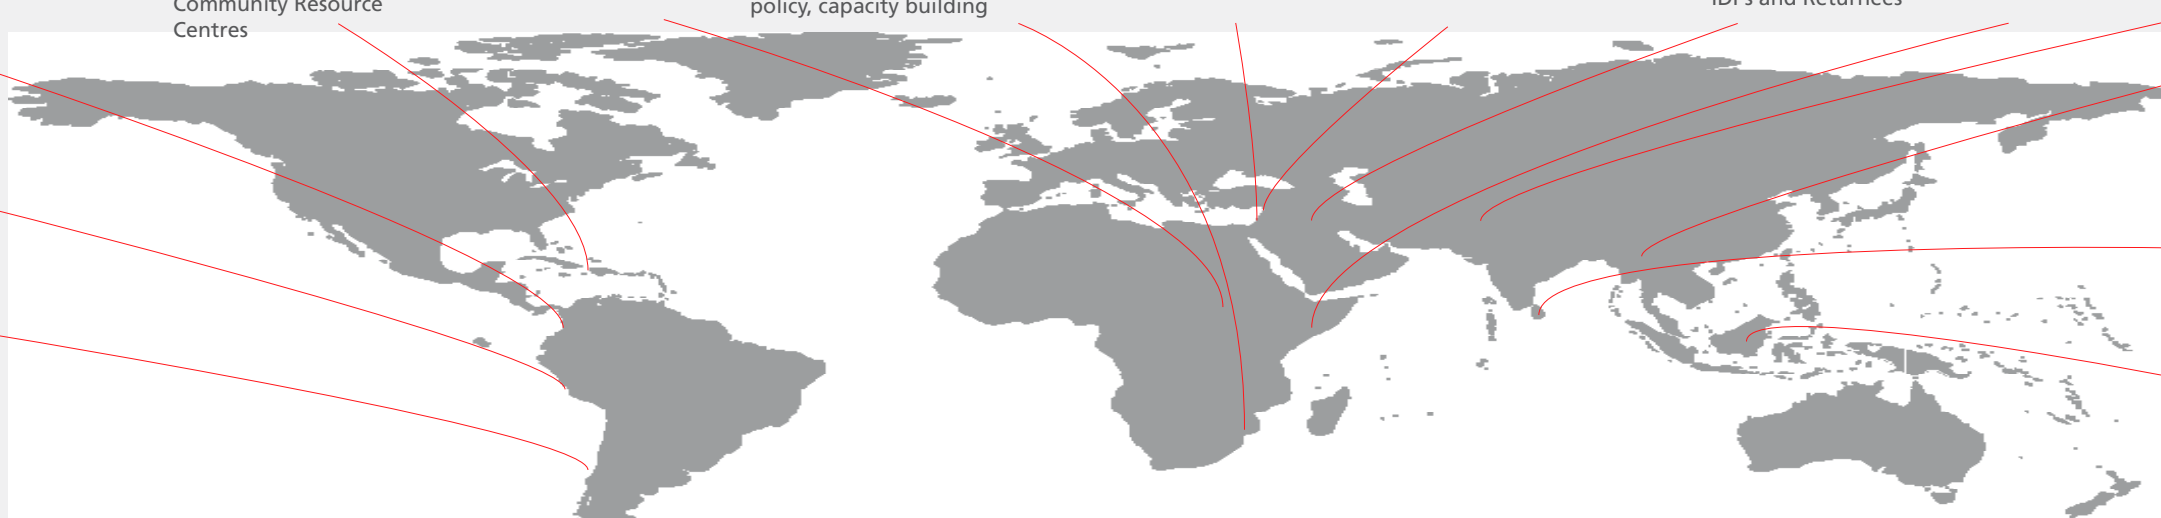 Community Resource
Centres
policy, capacity building
IDPs and Returnees